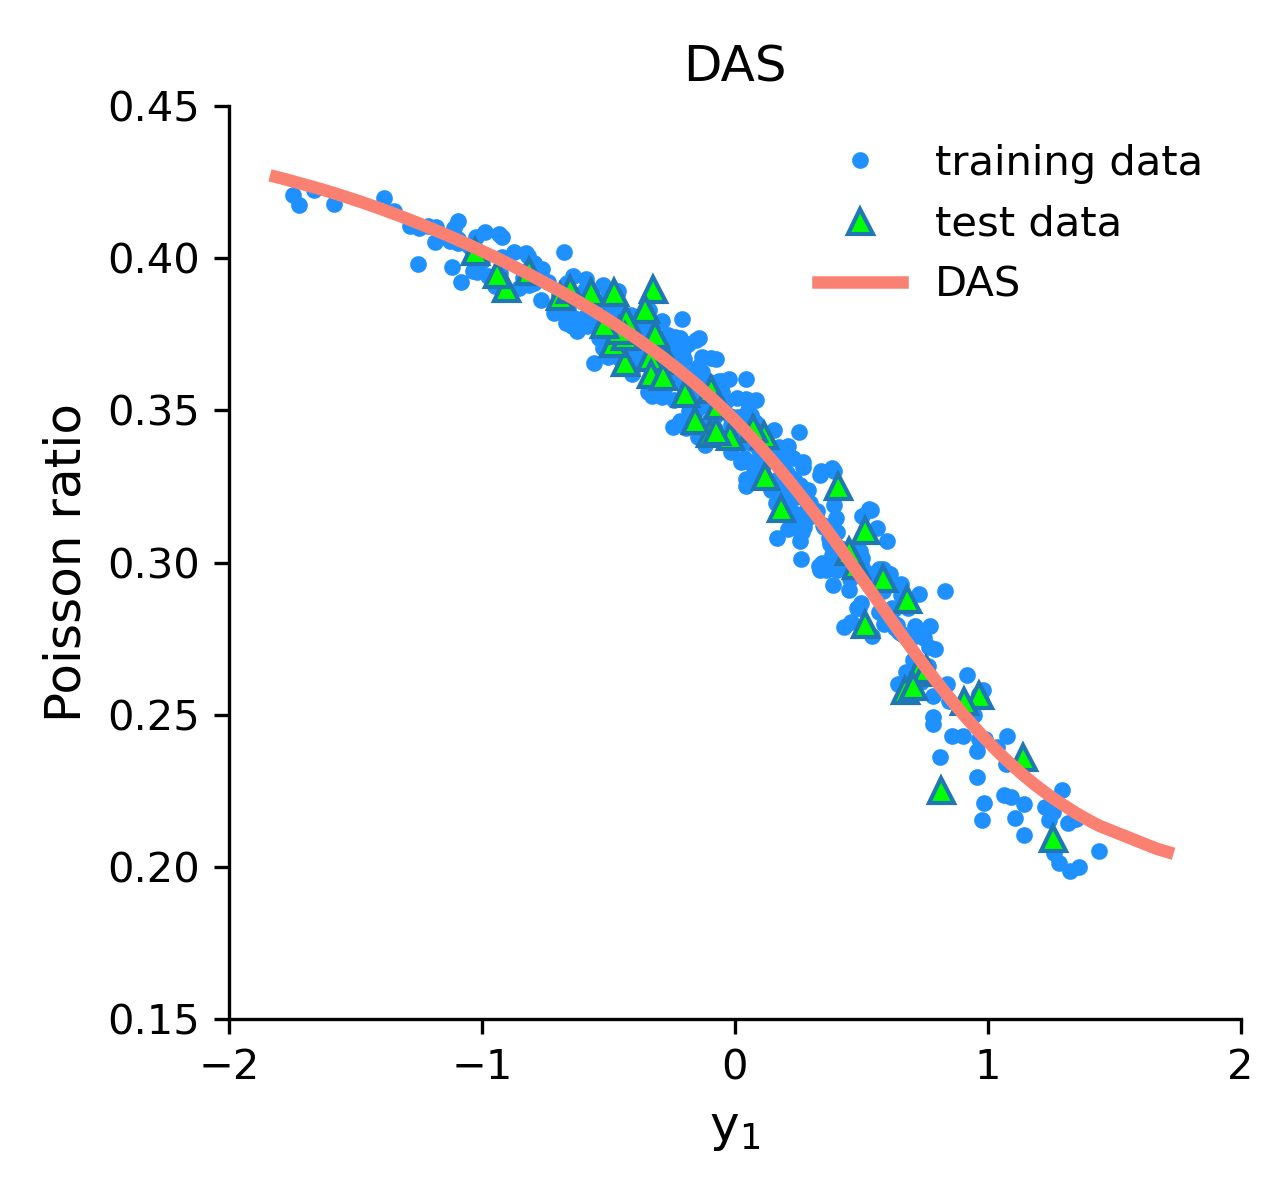 DAS
0.45
0.40
0.35
0.30
0.25
0.20
0.15
Poisson ratio
training data
test data
DAS
−2 −1 0 1 2
y₁